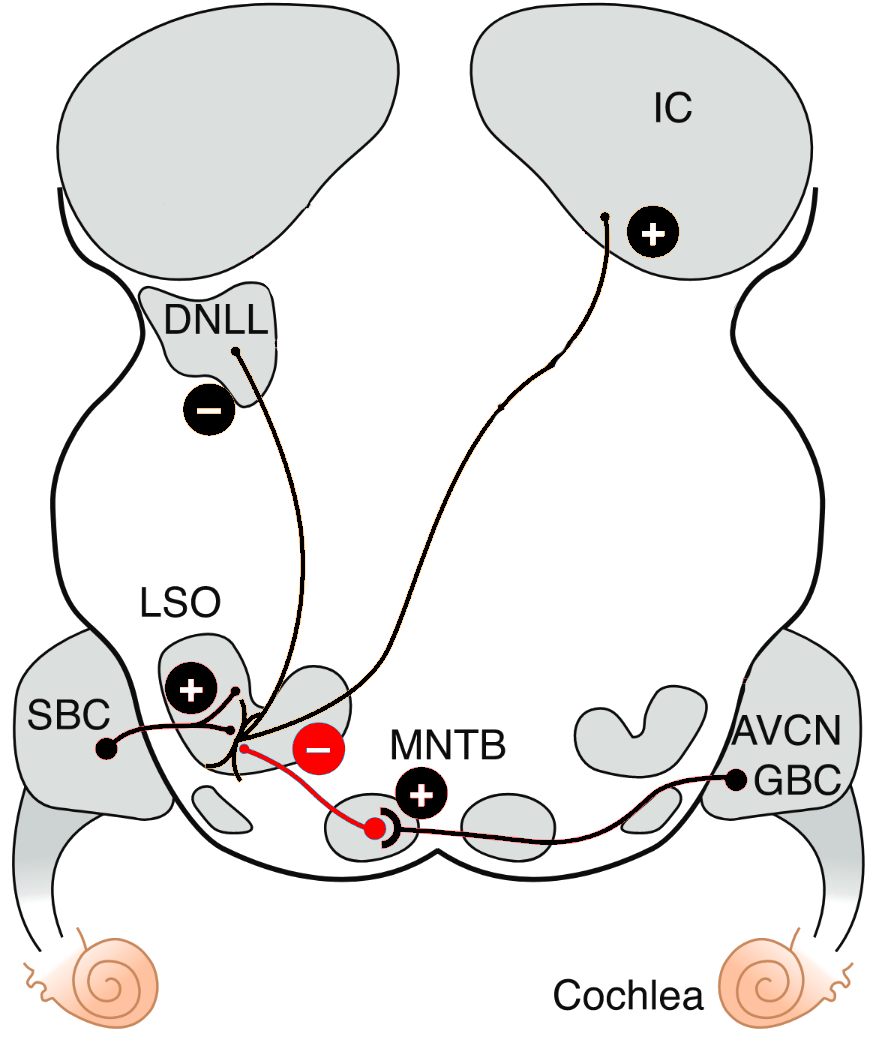 IC
+
DNLL
−
LSO
+
SBC
−
MNTB
+
AVCN
GBC
Cochlea